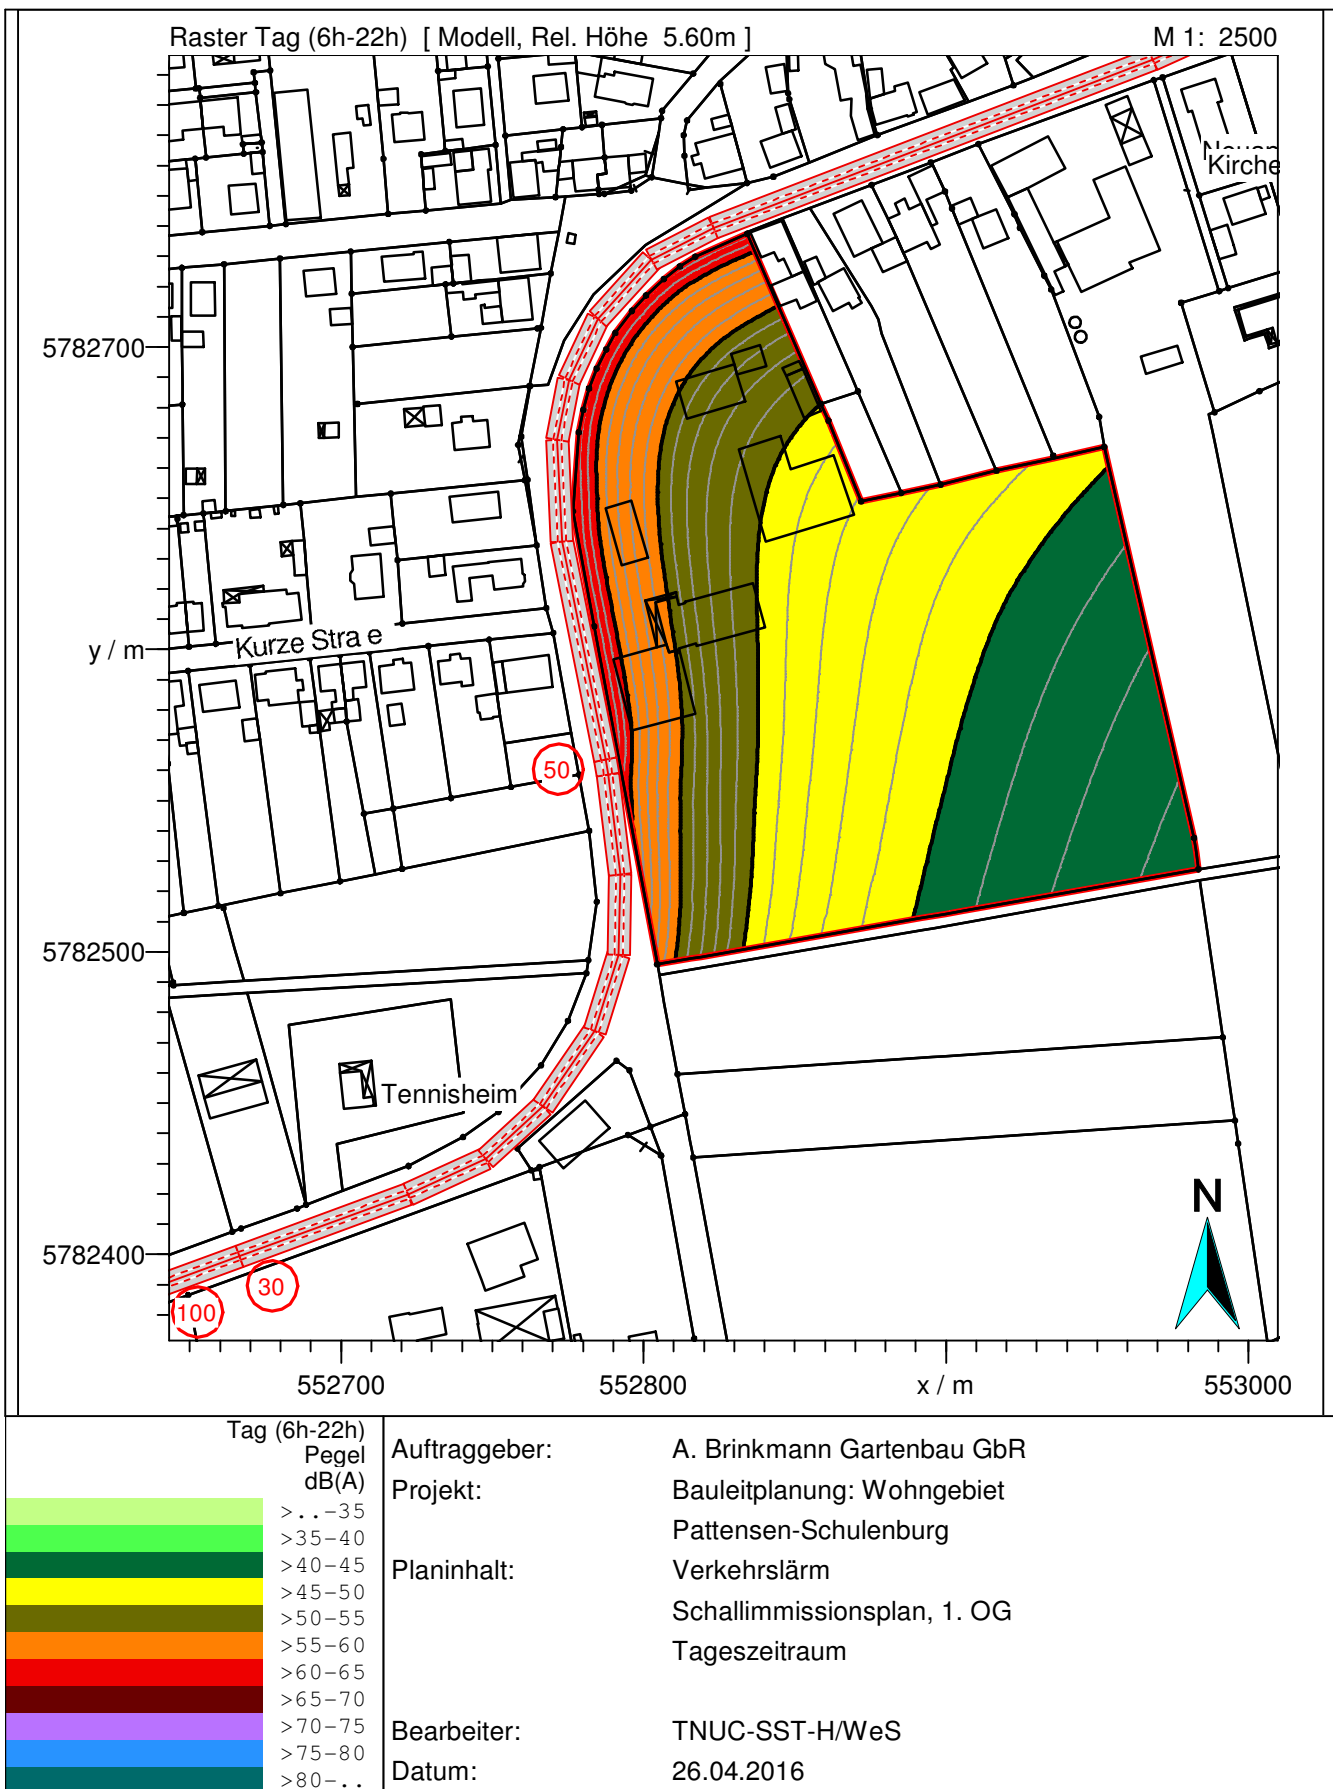 Raster Tag (6h-22h) [ Modell, Rel. Höhe 5.60m ] M 1: 2500
Kirche
5782700
y / m
Kurze Stra e
50
5782500
Tennisheim
N
5782400
30
100
552700 552800 x / m 553000
Tag (6h-22h)
Pegel
dB(A)
>..-35
>35-40
>40-45
>45-50
>50-55
>55-60
>60-65
>65-70
>70-75
>75-80
>80-..
Auftraggeber: A. Brinkmann Gartenbau GbR
Projekt: Bauleitplanung: Wohngebiet
Pattensen-Schulenburg
Planinhalt: Verkehrslärm
Schallimmissionsplan, 1. OG
Tageszeitraum
Bearbeiter: TNUC-SST-H/WeS
Datum: 26.04.2016